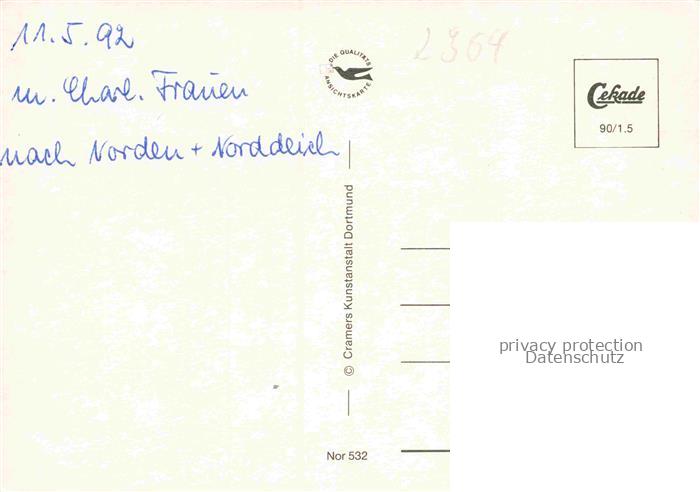 11.5.92
m. Charl. Frauen
nach Norden + Norddeich
2364
DIE QUALITÄTS
ANSICHTSKARTE
Cekade
90/1.5
© Cramers Kunstanstalt Dortmund
Nor 532
privacy protection
Datenschutz